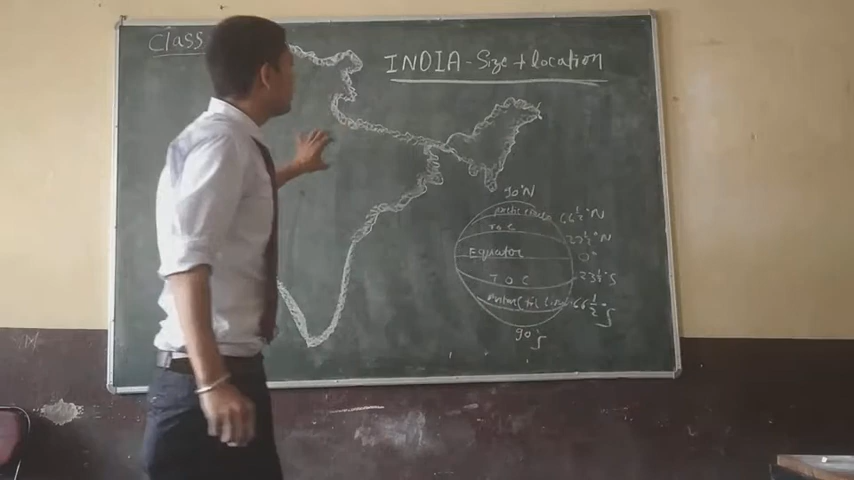 Class
INDIA - Size + location
90°N
Arctic Circle 66½°N
T O C 23½°N
Equator 0°
T O C 23½°S
Antarctic Circle 66½°S
90°S